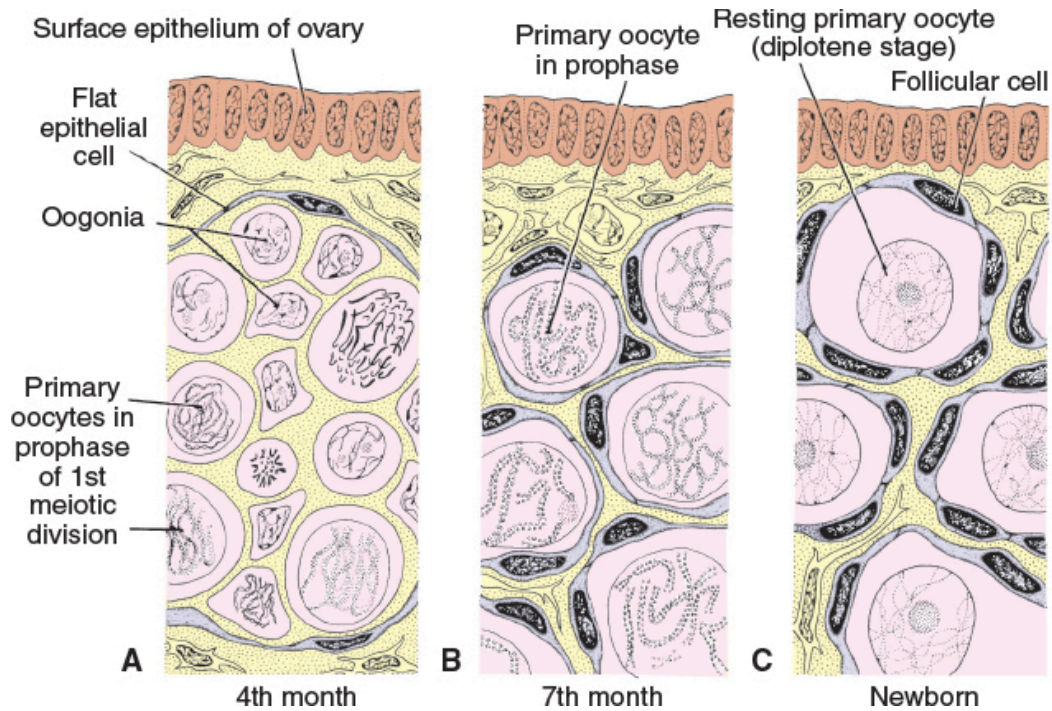 Surface epithelium of ovary
Flat
epithelial
cell
Oogonia
Primary
oocytes in
prophase
of 1st
meiotic
division
A
4th month
Primary oocyte
in prophase
B
7th month
Resting primary oocyte
(diplotene stage)
Follicular cell
C
Newborn